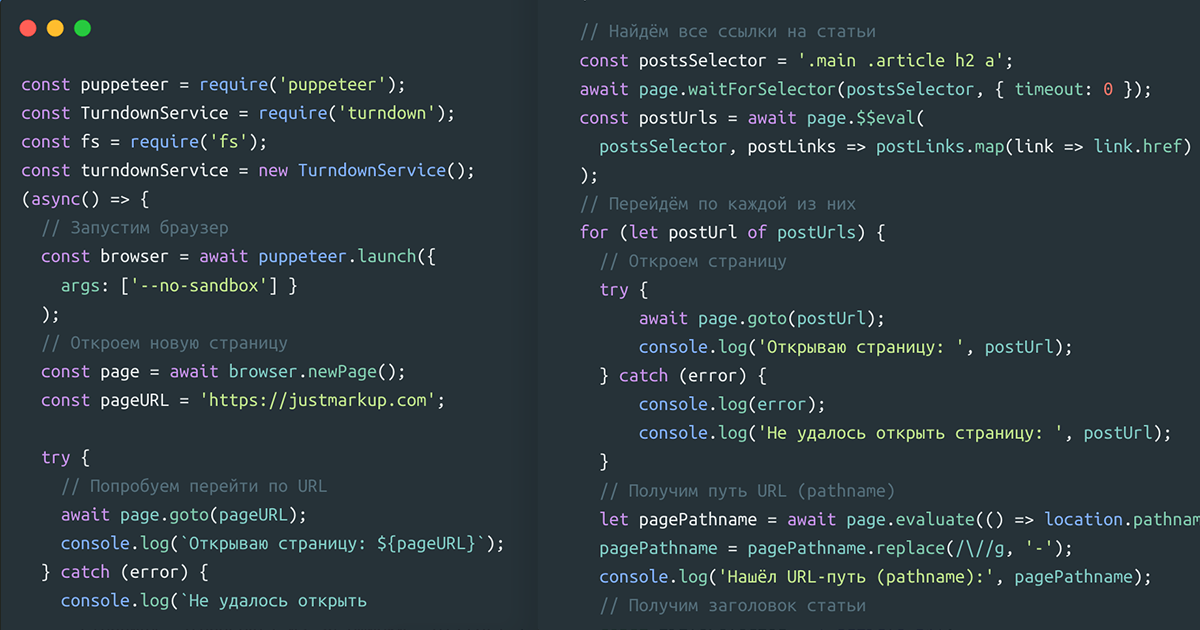 const puppeteer = require('puppeteer');
const TurndownService = require('turndown');
const fs = require('fs');
const turndownService = new TurndownService();
(async() => {
// Запустим браузер
const browser = await puppeteer.launch({
args: ['--no-sandbox'] }
);
// Откроем новую страницу
const page = await browser.newPage();
const pageURL = 'https://justmarkup.com';
try {
// Попробуем перейти по URL
await page.goto(pageURL);
console.log(`Открываю страницу: ${pageURL}`);
} catch (error) {
console.log(`Не удалось открыть
// Найдём все ссылки на статьи
const postsSelector = '.main .article h2 a';
await page.waitForSelector(postsSelector, { timeout: 0 });
const postUrls = await page.$$eval(
postsSelector, postLinks => postLinks.map(link => link.href)
);
// Перейдём по каждой из них
for (let postUrl of postUrls) {
// Откроем страницу
try {
await page.goto(postUrl);
console.log('Открываю страницу: ', postUrl);
} catch (error) {
console.log(error);
console.log('Не удалось открыть страницу: ', postUrl);
}
// Получим путь URL (pathname)
let pagePathname = await page.evaluate(() => location.pathnam
pagePathname = pagePathname.replace(/\//g, '-');
console.log('Нашёл URL-путь (pathname):', pagePathname);
// Получим заголовок статьи